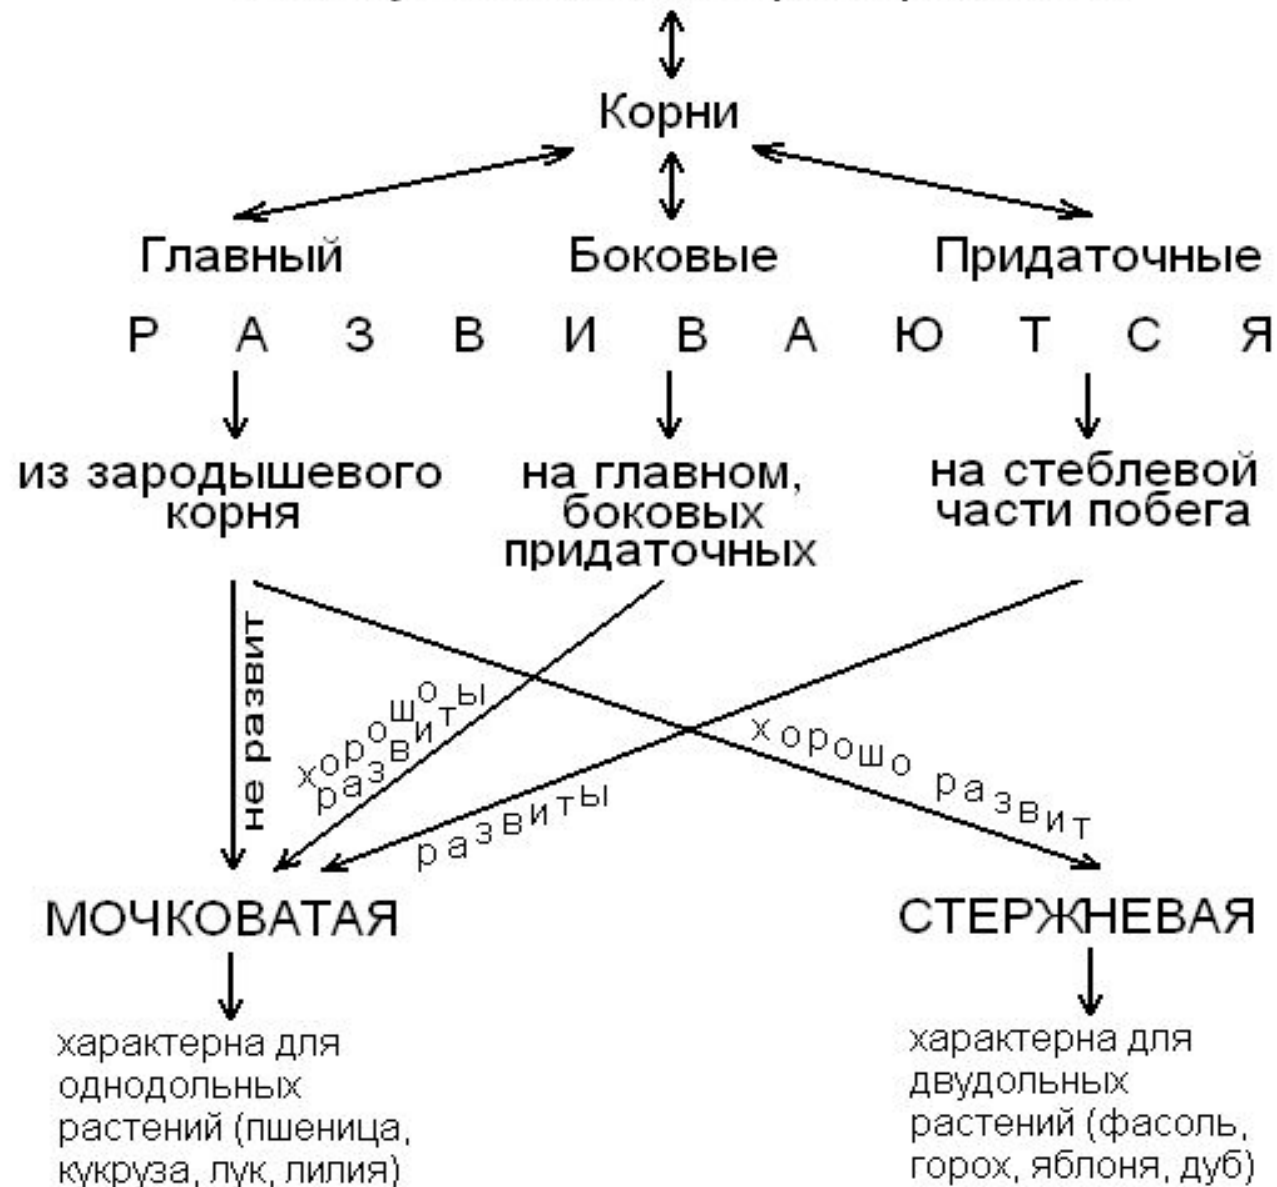 Корни
Главный Боковые Придаточные
Р А З В И В А Ю Т С Я
из зародышевого
корня
на главном,
боковых
придаточных
на стеблевой
части побега
не развит
хорошо
развиты
развиты
хорошо развит
МОЧКОВАТАЯ
СТЕРЖНЕВАЯ
характерна для
однодольных
растений (пшеница,
кукруза, лук, лилия)
характерна для
двудольных
растений (фасоль,
горох, яблоня, дуб)